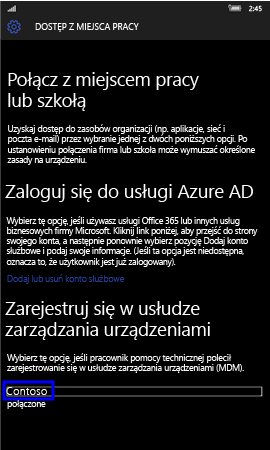 2:45
DOSTĘP Z MIEJSCA PRACY
Połącz z miejscem pracy
lub szkołą
Uzyskaj dostęp do zasobów organizacji (np. aplikacje, sieć i
poczta e-mail) przez wybranie jednej z dwóch poniższych opcji. Po
ustanowieniu połączenia firma lub szkoła może wymuszać określone
zasady na urządzeniu.
Zaloguj się do usługi Azure AD
Wybierz tę opcję, jeśli używasz usługi Office 365 lub innych usług
biznesowych firmy Microsoft. Kliknij link poniżej, aby przejść do strony
swojego konta, a następnie ponownie wybierz pozycję Dodaj konto
służbowe i podaj swoje informacje. (Jeśli ta opcja jest niedostępna,
oznacza to, że użytkownik jest już zalogowany).
Dodaj lub usuń konto służbowe
Zarejestruj się w usłudze
zarządzania urządzeniami
Wybierz tę opcję, jeśli pracownik pomocy technicznej polecił
zarejestrowanie się w usłudze zarządzania urządzeniami (MDM).
Contoso
połączone